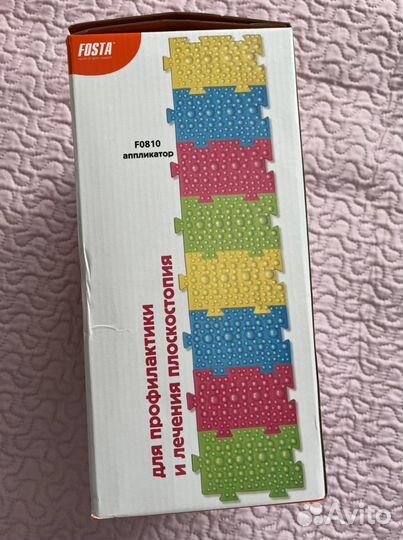 FOSTA
F0810
аппликатор
для профилактики
и лечения плоскостопия
Avito